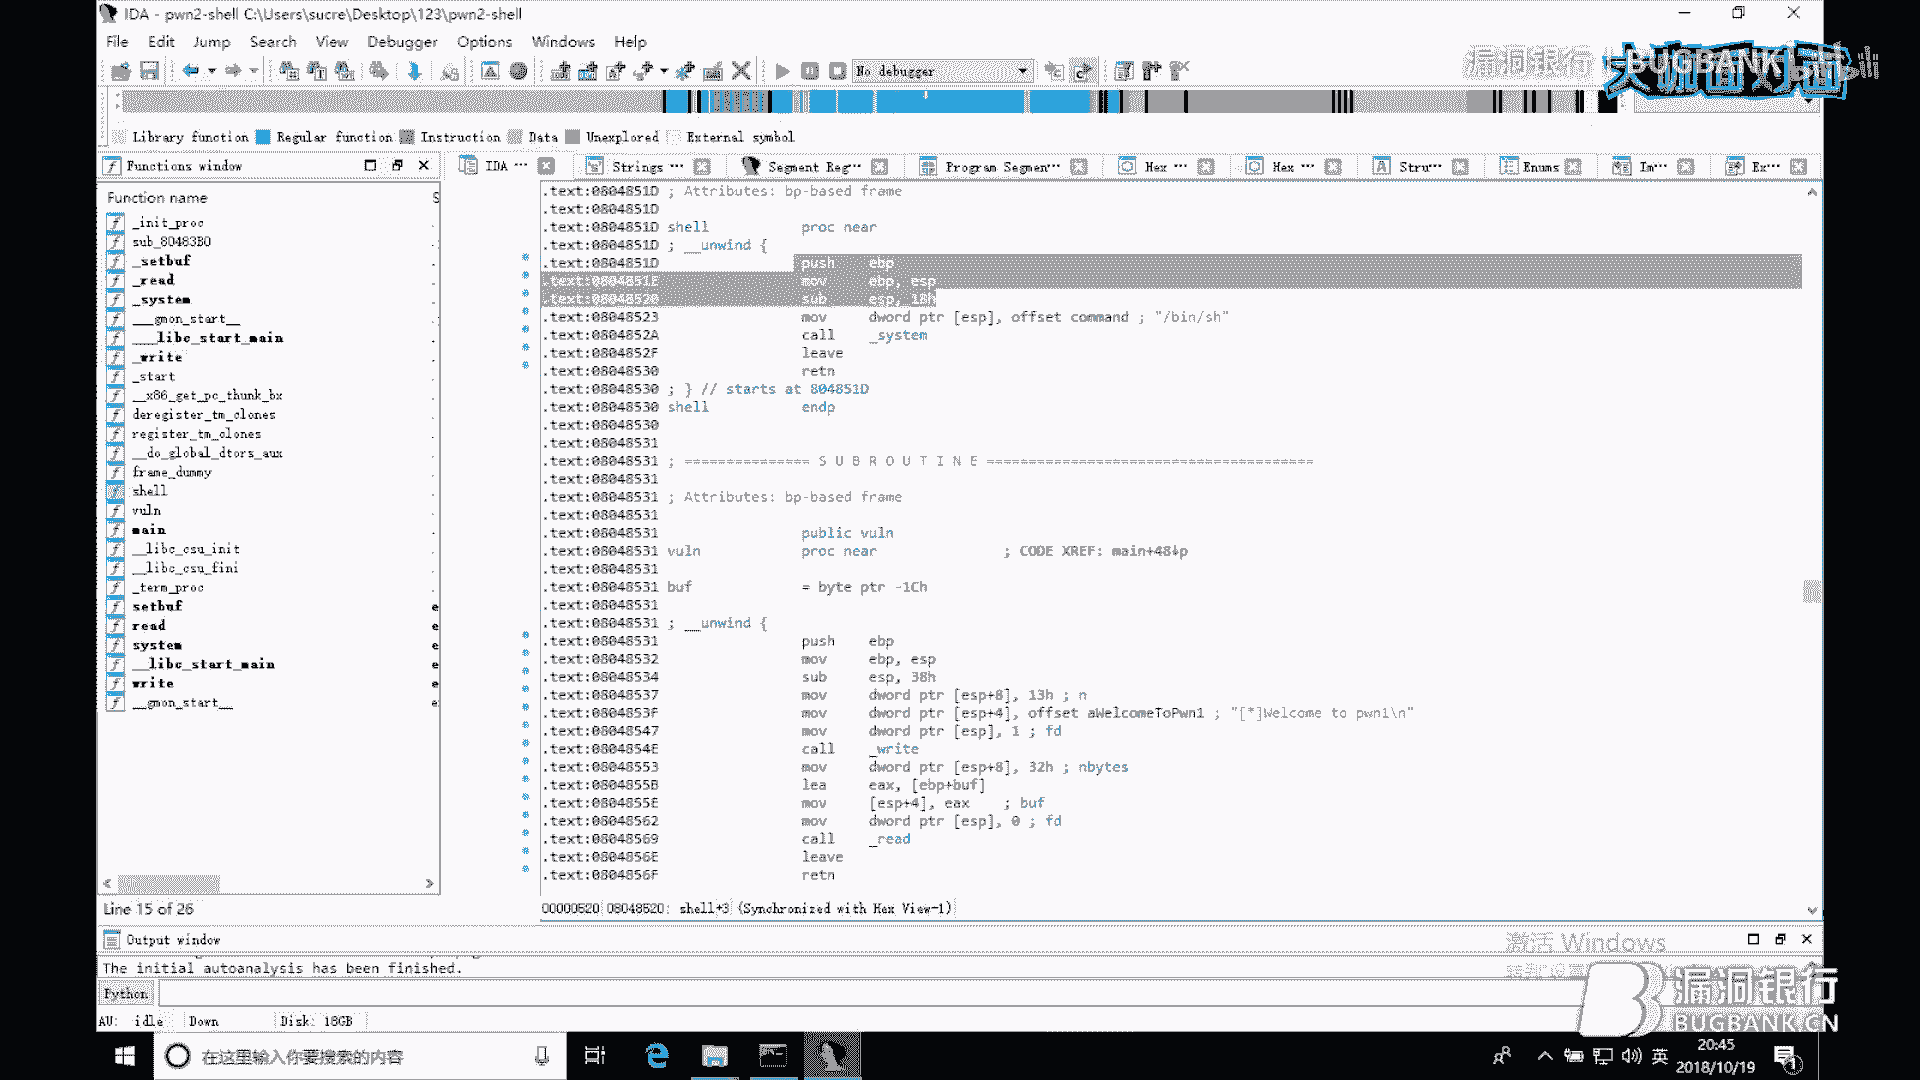 IDA - pwn2-shell C:\Users\sucre\Desktop\123\pwn2-shell
File Edit Jump Search View Debugger Options Windows Help
No debugger
漏洞银行 BUGBANK
大咖面对面
Library function Regular function Instruction Data Unexplored External symbol
Functions window
IDA ··· Strings ··· Segment Reg··· Program Segmen··· Hex ··· Hex ··· Stru··· Enums Im··· Ex···
Function name S
_init_proc
sub_80483B0
_setbuf
_read
_system
___gmon_start__
___libc_start_main
_write
_start
__x86_get_pc_thunk_bx
deregister_tm_clones
register_tm_clones
__do_global_dtors_aux
frame_dummy
shell
vuln
main
__libc_csu_init
__libc_csu_fini
_term_proc
setbuf e
read e
system e
__libc_start_main e
write e
__gmon_start__ e
Line 15 of 26
.text:0804851D ; Attributes: bp-based frame
.text:0804851D
.text:0804851D shell proc near
.text:0804851D ; __unwind {
.text:0804851D push ebp
.text:0804851E mov ebp, esp
.text:08048520 sub esp, 18h
.text:08048523 mov dword ptr [esp], offset command ; "/bin/sh"
.text:0804852A call _system
.text:0804852F leave
.text:08048530 retn
.text:08048530 ; } // starts at 804851D
.text:08048530 shell endp
.text:08048530
.text:08048531
.text:08048531 ; =============== S U B R O U T I N E =======================================
.text:08048531
.text:08048531 ; Attributes: bp-based frame
.text:08048531
.text:08048531 public vuln
.text:08048531 vuln proc near ; CODE XREF: main+48↓p
.text:08048531
.text:08048531 buf = byte ptr -1Ch
.text:08048531
.text:08048531 ; __unwind {
.text:08048531 push ebp
.text:08048532 mov ebp, esp
.text:08048534 sub esp, 38h
.text:08048537 mov dword ptr [esp+8], 13h ; n
.text:0804853F mov dword ptr [esp+4], offset aWelcomeToPwn1 ; "[*]Welcome to pwn1\n"
.text:08048547 mov dword ptr [esp], 1 ; fd
.text:0804854E call _write
.text:08048553 mov dword ptr [esp+8], 32h ; nbytes
.text:0804855B lea eax, [ebp+buf]
.text:0804855E mov [esp+4], eax ; buf
.text:08048562 mov dword ptr [esp], 0 ; fd
.text:08048569 call _read
.text:0804856E leave
.text:0804856F retn
00000520 08048520: shell+3 (Synchronized with Hex View-1)
Output window
The initial autoanalysis has been finished.
Python
AU: idle Down Disk: 18GB
激活 Windows
漏洞银行
BUGBANK.CN
在这里输入你要搜索的内容
英
20:45
2018/10/19
1